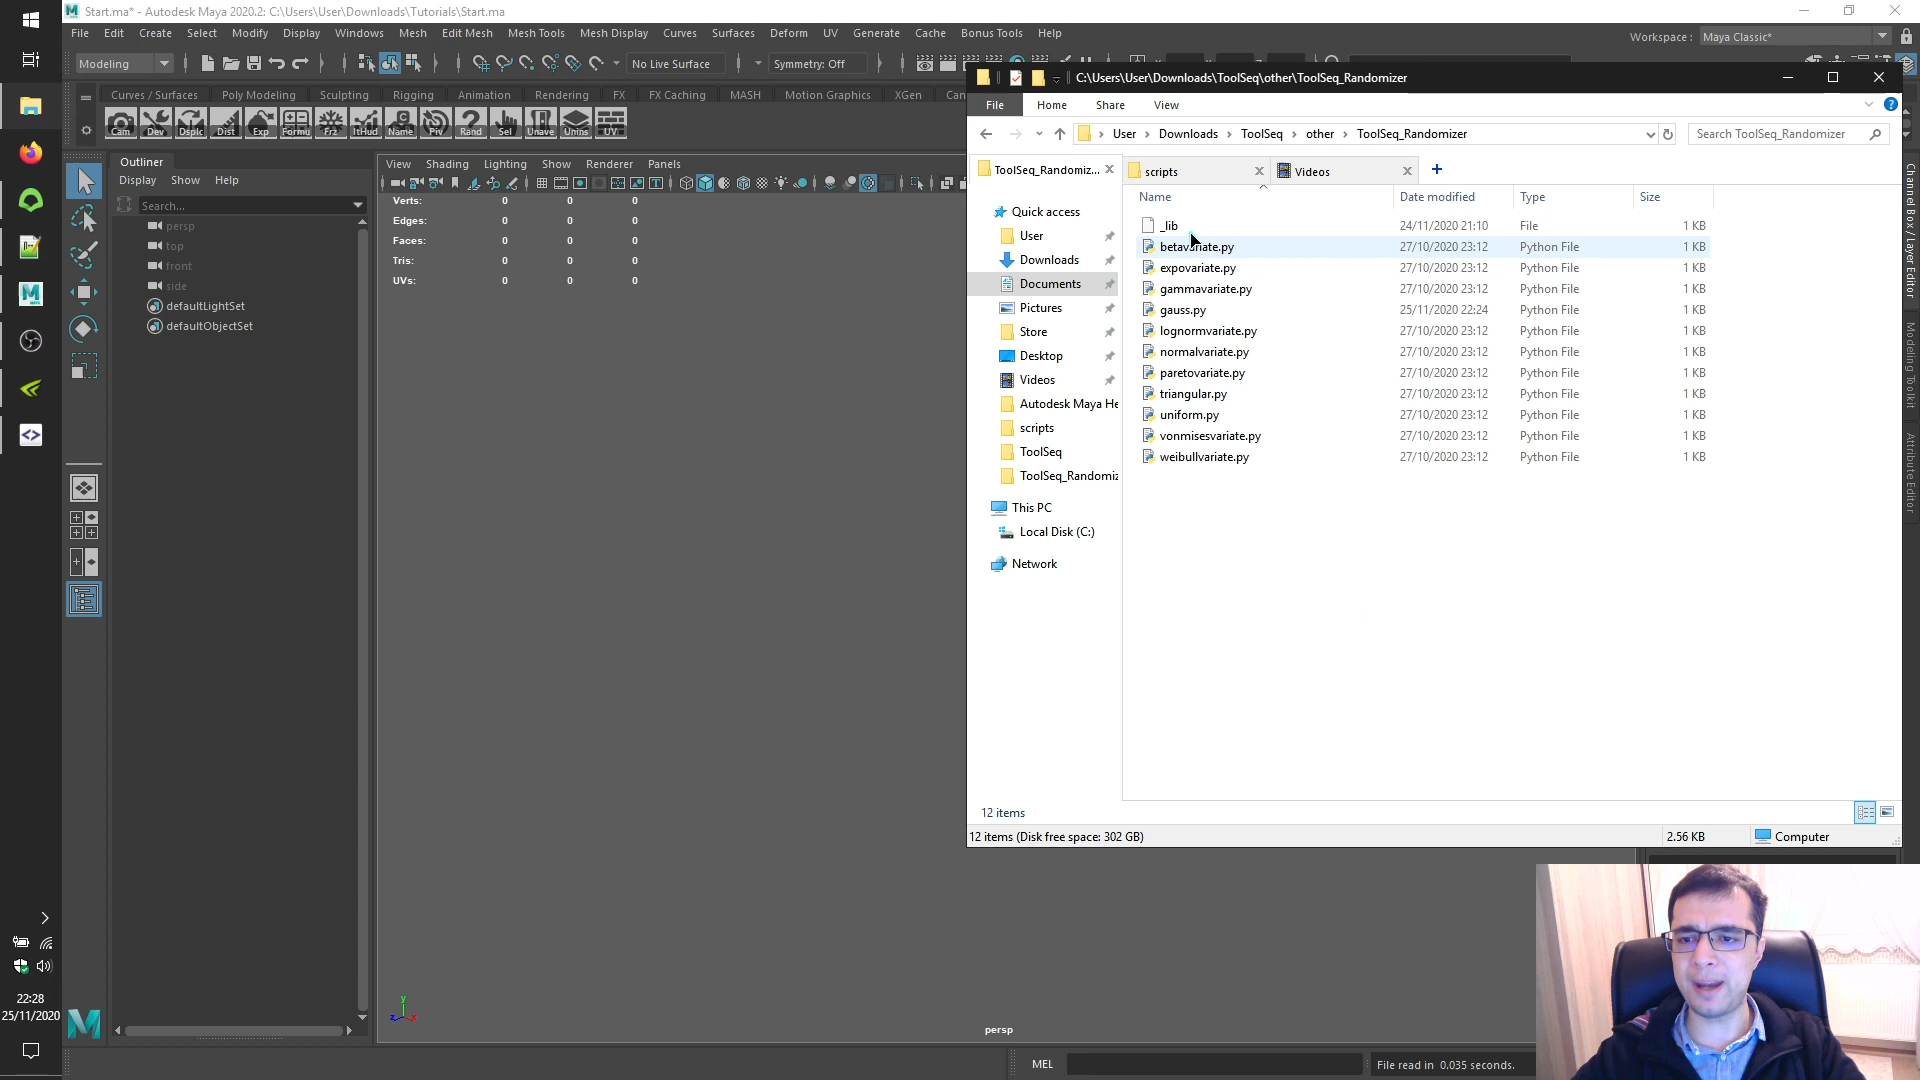 Start.ma* - Autodesk Maya 2020.2: C:\Users\User\Downloads\Tutorials\Start.ma
File Edit Create Select Modify Display Windows Mesh Edit Mesh Mesh Tools Mesh Display Curves Surfaces Deform UV Generate Cache Bonus Tools Help
Workspace : Maya Classic*
Modeling No Live Surface Symmetry: Off
Curves / Surfaces Poly Modeling Sculpting Rigging Animation Rendering FX FX Caching MASH Motion Graphics XGen
Cam Dev Dsplc Dist Exp Formu Frz ItHud Name Piv Rand Sel Unave Unins UV
Outliner
Display Show Help
Search...
persp
top
front
side
defaultLightSet
defaultObjectSet
View Shading Lighting Show Renderer Panels
Verts: 0 0 0
Edges: 0 0 0
Faces: 0 0 0
Tris: 0 0 0
UVs: 0 0 0
persp
y
z x
MEL
File read in 0.035 seconds.
C:\Users\User\Downloads\ToolSeq\other\ToolSeq_Randomizer
File Home Share View
User Downloads ToolSeq other ToolSeq_Randomizer
Search ToolSeq_Randomizer
ToolSeq_Randomiz... scripts Videos
Quick access
User
Downloads
Documents
Pictures
Store
Desktop
Videos
Autodesk Maya He
scripts
ToolSeq
ToolSeq_Randomiz
This PC
Local Disk (C:)
Network
Name Date modified Type Size
_lib 24/11/2020 21:10 File 1 KB
betavariate.py 27/10/2020 23:12 Python File 1 KB
expovariate.py 27/10/2020 23:12 Python File 1 KB
gammavariate.py 27/10/2020 23:12 Python File 1 KB
gauss.py 25/11/2020 22:24 Python File 1 KB
lognormvariate.py 27/10/2020 23:12 Python File 1 KB
normalvariate.py 27/10/2020 23:12 Python File 1 KB
paretovariate.py 27/10/2020 23:12 Python File 1 KB
triangular.py 27/10/2020 23:12 Python File 1 KB
uniform.py 27/10/2020 23:12 Python File 1 KB
vonmisesvariate.py 27/10/2020 23:12 Python File 1 KB
weibullvariate.py 27/10/2020 23:12 Python File 1 KB
12 items
12 items (Disk free space: 302 GB) 2.56 KB Computer
Channel Box / Layer Editor
Modeling Toolkit
Attribute Editor
22:28
25/11/2020